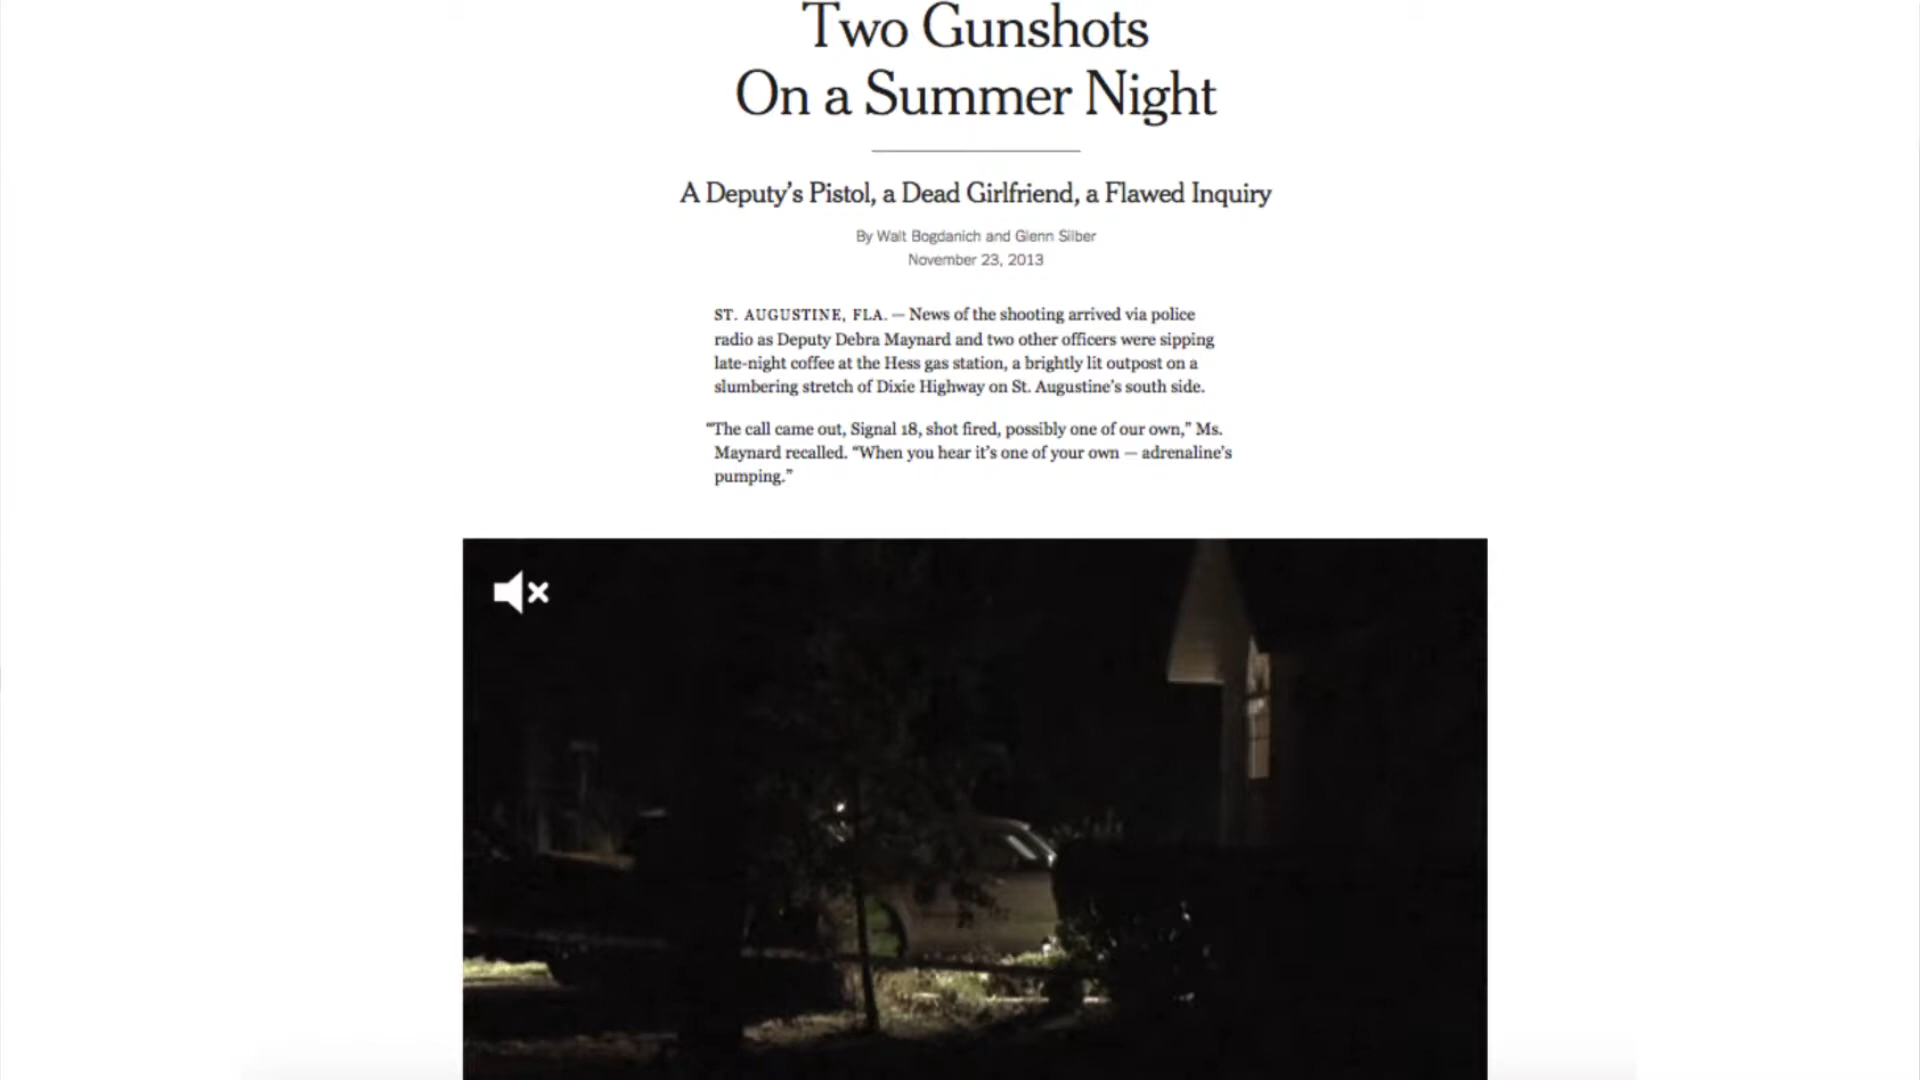 Two Gunshots
On a Summer Night
A Deputy’s Pistol, a Dead Girlfriend, a Flawed Inquiry
By Walt Bogdanich and Glenn Silber
November 23, 2013
ST. AUGUSTINE, FLA. — News of the shooting arrived via police
radio as Deputy Debra Maynard and two other officers were sipping
late-night coffee at the Hess gas station, a brightly lit outpost on a
slumbering stretch of Dixie Highway on St. Augustine’s south side.
“The call came out, Signal 18, shot fired, possibly one of our own,” Ms.
Maynard recalled. “When you hear it’s one of your own — adrenaline’s
pumping.”